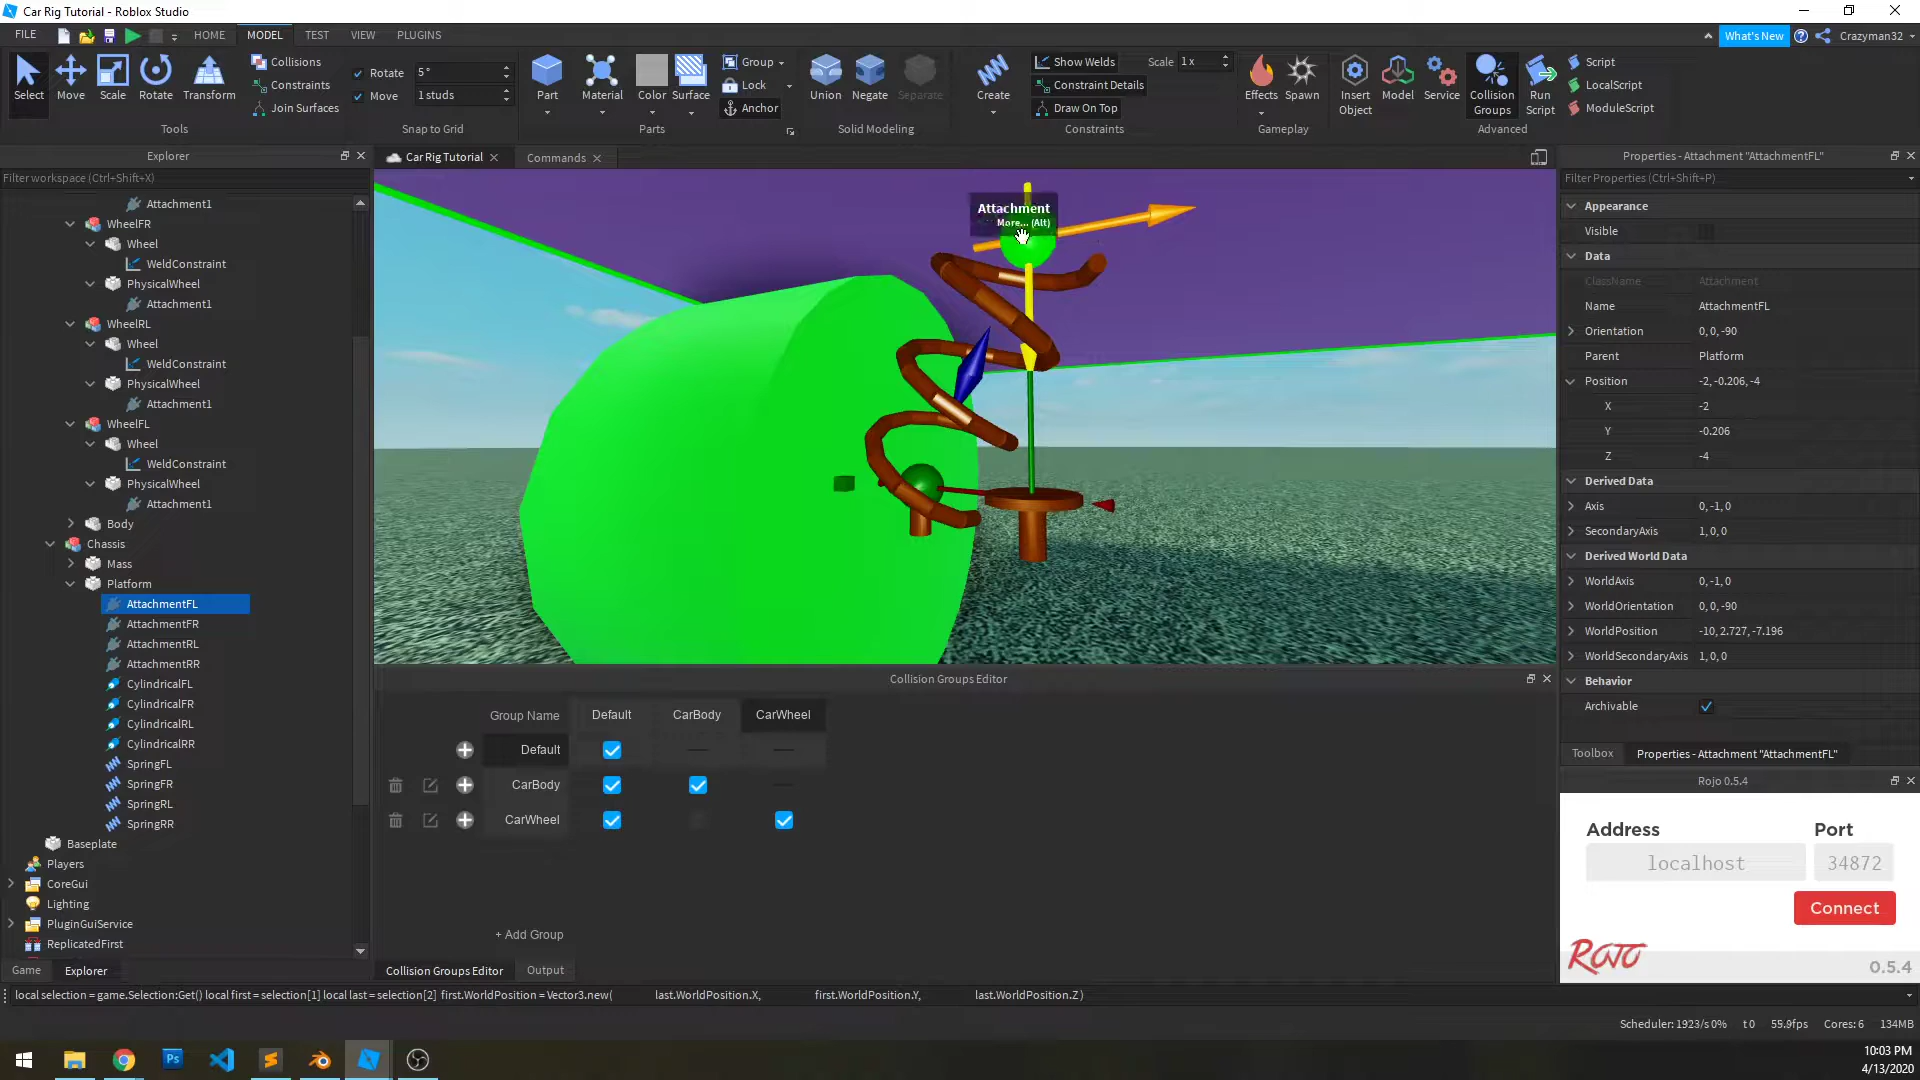 Car Rig Tutorial - Roblox Studio
FILE
HOME
MODEL
TEST
VIEW
PLUGINS
What's New
Crazyman32
Select
Move
Scale
Rotate
Transform
Collisions
Constraints
Join Surfaces
Tools
Rotate
5°
Move
1 studs
Snap to Grid
Part
Material
Color
Surface
Group
Lock
Anchor
Parts
Union
Negate
Separate
Solid Modeling
Create
Show Welds
Scale
1 x
Constraint Details
Draw On Top
Constraints
Effects
Spawn
Gameplay
Insert Object
Model
Service
Collision Groups
Run Script
Script
LocalScript
ModuleScript
Advanced
Explorer
Filter workspace (Ctrl+Shift+X)
Attachment1
WheelFR
Wheel
WeldConstraint
PhysicalWheel
Attachment1
WheelRL
Wheel
WeldConstraint
PhysicalWheel
Attachment1
WheelFL
Wheel
WeldConstraint
PhysicalWheel
Attachment1
Body
Chassis
Mass
Platform
AttachmentFL
AttachmentFR
AttachmentRL
AttachmentRR
CylindricalFL
CylindricalFR
CylindricalRL
CylindricalRR
SpringFL
SpringFR
SpringRL
SpringRR
Baseplate
Players
CoreGui
Lighting
PluginGuiService
ReplicatedFirst
Game
Explorer
Car Rig Tutorial
Commands
Attachment
More... (Alt)
Collision Groups Editor
Group Name
Default
CarBody
CarWheel
Default
CarBody
CarWheel
+ Add Group
Collision Groups Editor
Output
Properties - Attachment "AttachmentFL"
Filter Properties (Ctrl+Shift+P)
Appearance
Visible
Data
ClassName Attachment
Name AttachmentFL
Orientation 0, 0, -90
Parent Platform
Position -2, -0.206, -4
X -2
Y -0.206
Z -4
Derived Data
Axis 0, -1, 0
SecondaryAxis 1, 0, 0
Derived World Data
WorldAxis 0, -1, 0
WorldOrientation 0, 0, -90
WorldPosition -10, 2.727, -7.196
WorldSecondaryAxis 1, 0, 0
Behavior
Archivable
Toolbox
Properties - Attachment "AttachmentFL"
Rojo 0.5.4
Address
Port
localhost
34872
Connect
ROJO
0.5.4
local selection = game.Selection:Get() local first = selection[1] local last = selection[2] first.WorldPosition = Vector3.new( last.WorldPosition.X, first.WorldPosition.Y, last.WorldPosition.Z )
Scheduler: 1923/s 0% t 0 55.9fps Cores: 6 134MB
Ps
10:03 PM
4/13/2020